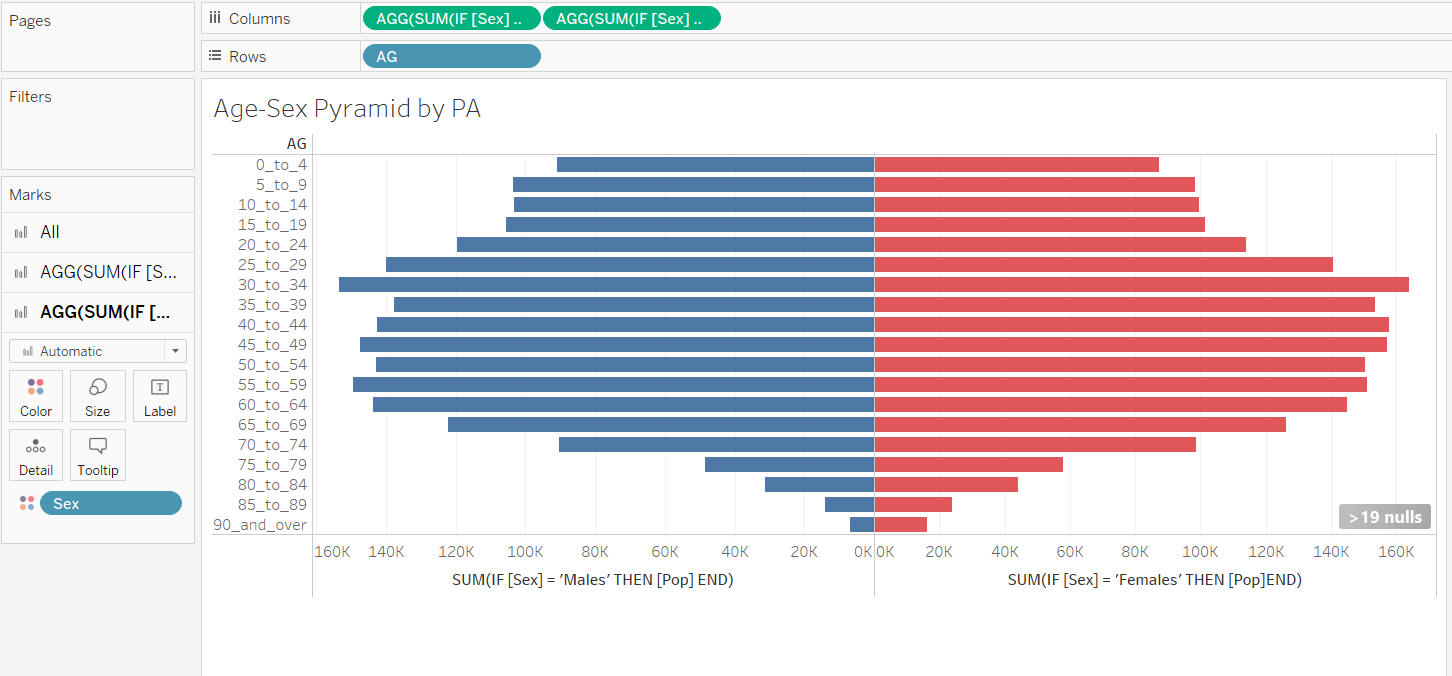 Pages
Columns
AGG(SUM(IF [Sex] ..
AGG(SUM(IF [Sex] ..
Rows
AG
Filters
Marks
All
AGG(SUM(IF [S...
AGG(SUM(IF [...
Automatic
Color
Size
Label
Detail
Tooltip
Sex
Age-Sex Pyramid by PA
AG
0_to_4
5_to_9
10_to_14
15_to_19
20_to_24
25_to_29
30_to_34
35_to_39
40_to_44
45_to_49
50_to_54
55_to_59
60_to_64
65_to_69
70_to_74
75_to_79
80_to_84
85_to_89
90_and_over
>19 nulls
160K 140K 120K 100K 80K 60K 40K 20K 0K 0K 20K 40K 60K 80K 100K 120K 140K 160K
SUM(IF [Sex] = 'Males' THEN [Pop] END)
SUM(IF [Sex] = 'Females' THEN [Pop]END)